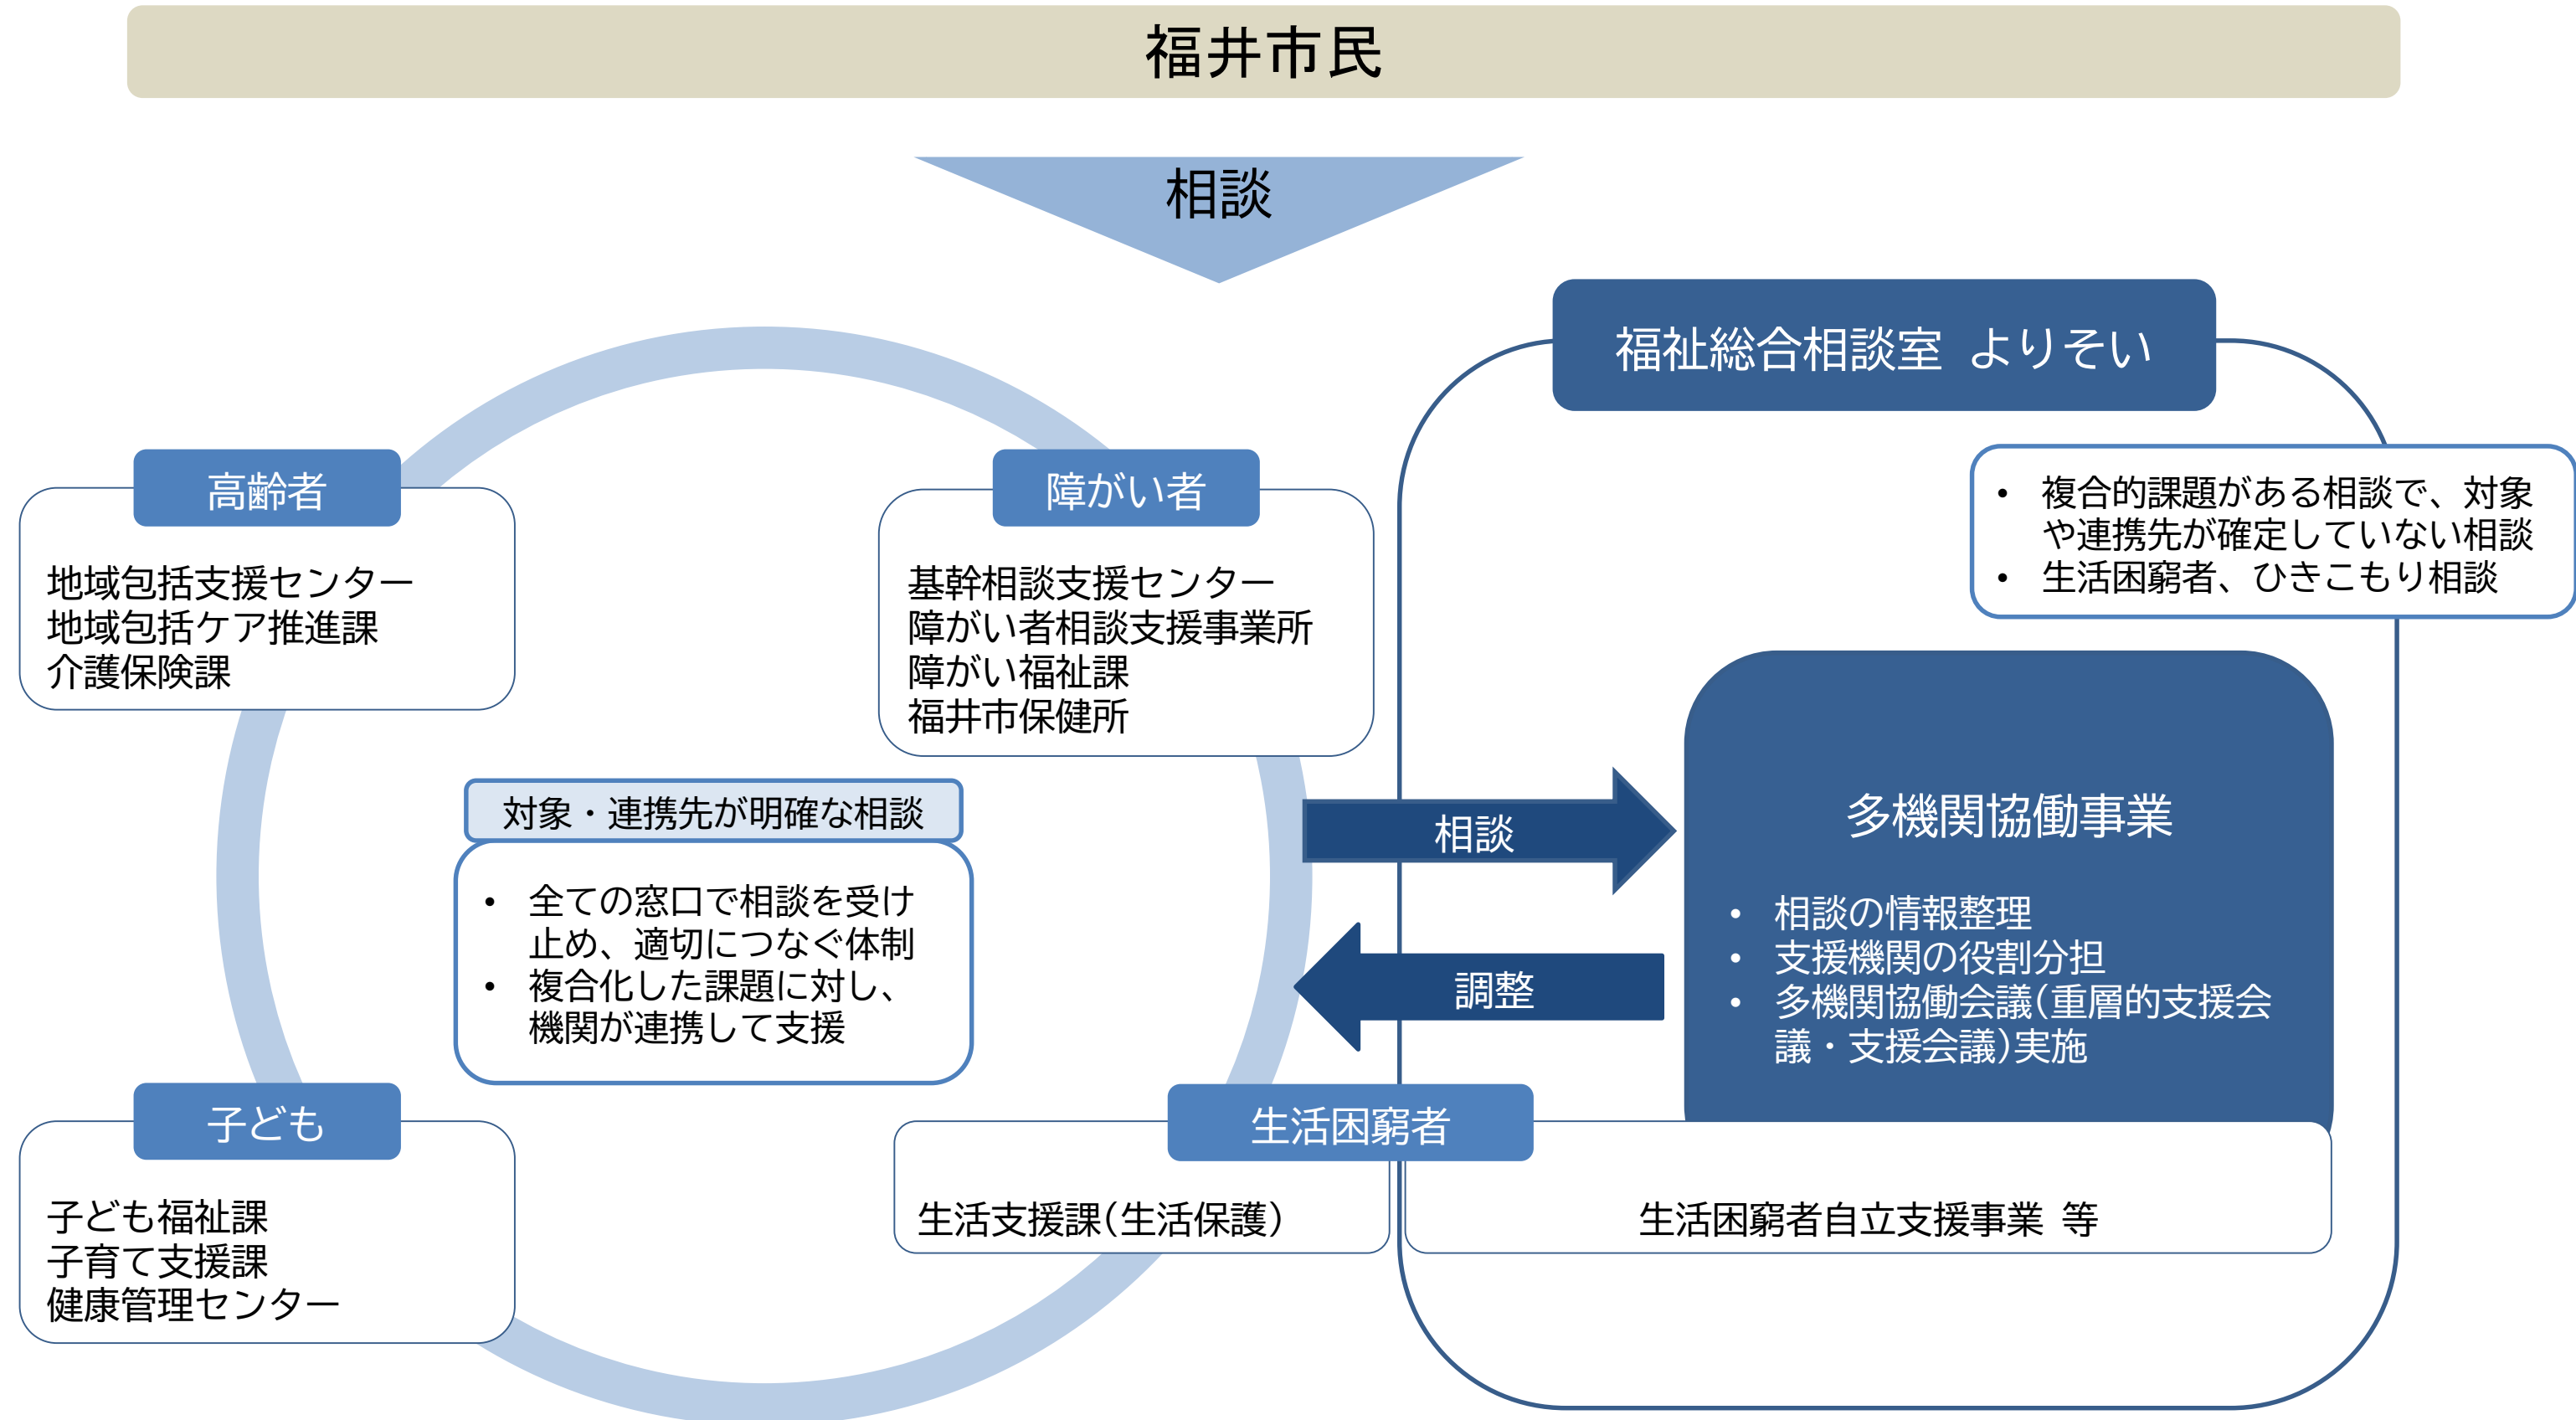 福井市民
相談
福祉総合相談室 よりそい
• 複合的課題がある相談で、対象
や連携先が確定していない相談
• 生活困窮者、ひきこもり相談
高齢者
地域包括支援センター
地域包括ケア推進課
介護保険課
障がい者
基幹相談支援センター
障がい者相談支援事業所
障がい福祉課
福井市保健所
対象・連携先が明確な相談
• 全ての窓口で相談を受け
止め、適切につなぐ体制
• 複合化した課題に対し、
機関が連携して支援
相談
調整
多機関協働事業
• 相談の情報整理
• 支援機関の役割分担
• 多機関協働会議(重層的支援会
議・支援会議)実施
子ども
子ども福祉課
子育て支援課
健康管理センター
生活困窮者
生活支援課(生活保護)
生活困窮者自立支援事業 等